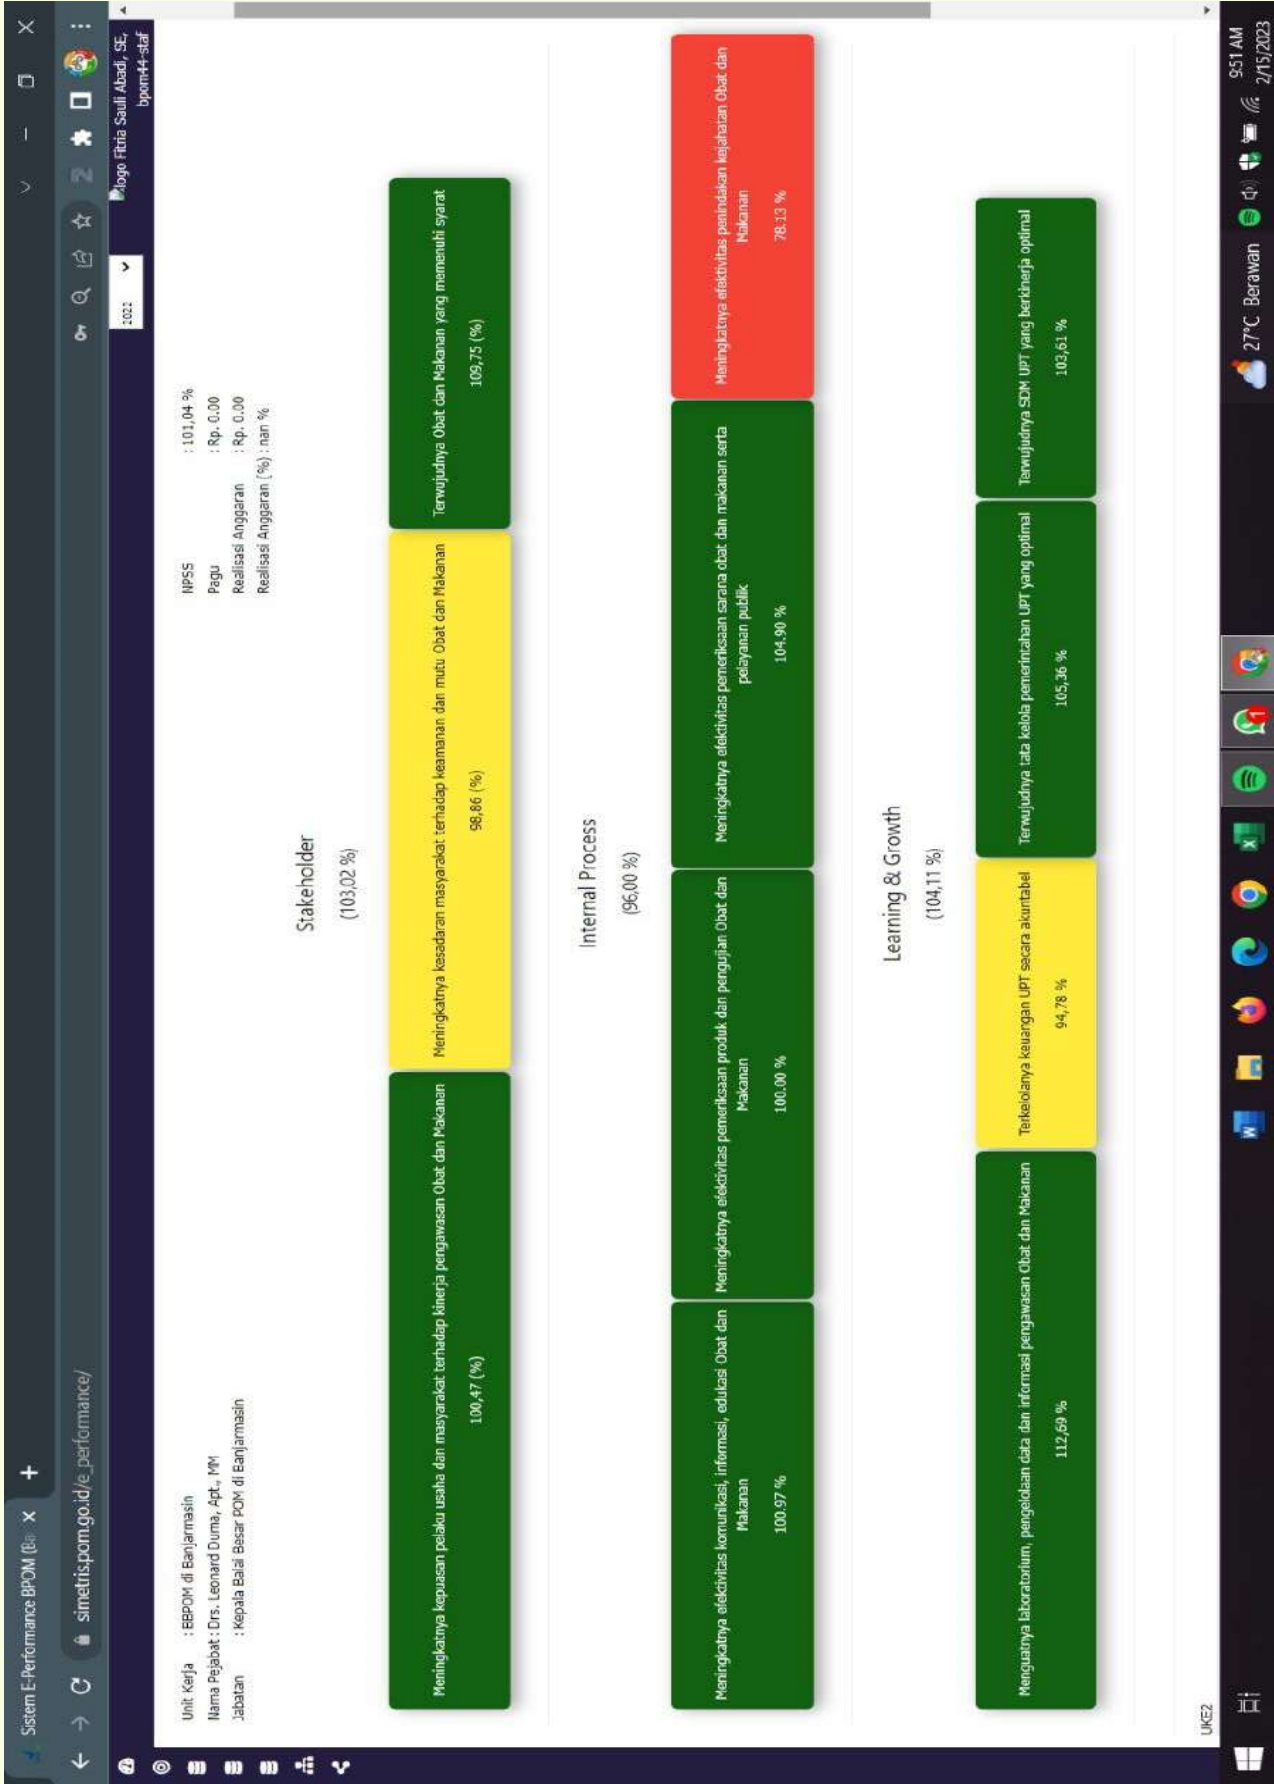 Sistem E-Performance BPOM (Ba
simetris.pom.go.id/e_performance/
2022
logo Fitria Sauli Abadi, SE,
bpom44-staf
Unit Kerja : BBPOM di Banjarmasin
Nama Pejabat : Drs. Leonard Duma, Apt., MM
Jabatan : Kepala Balai Besar POM di Banjarmasin
NPSS : 101,04 %
Pagu : Rp. 0.00
Realisasi Anggaran : Rp. 0.00
Realisasi Anggaran (%) : nan %
Stakeholder
(103,02 %)
Meningkatnya kepuasan pelaku usaha dan masyarakat terhadap kinerja pengawasan Obat dan Makanan
100,47 (%)
Meningkatnya kesadaran masyarakat terhadap keamanan dan mutu Obat dan Makanan
98,86 (%)
Terwujudnya Obat dan Makanan yang memenuhi syarat
109,75 (%)
Internal Process
(96,00 %)
Meningkatnya efektivitas komunikasi, informasi, edukasi Obat dan
Makanan
100.97 %
Meningkatnya efektivitas pemeriksaan produk dan pengujian Obat dan
Makanan
100.00 %
Meningkatnya efektivitas pemeriksaan sarana obat dan makanan serta
pelayanan publik
104.90 %
Meningkatnya efektivitas penindakan kejahatan Obat dan
Makanan
78.13 %
Learning & Growth
(104,11 %)
Menguatnya laboratorium, pengelolaan data dan informasi pengawasan Obat dan Makanan
112,69 %
Terkelolanya keuangan UPT secara akuntabel
94,78 %
Terwujudnya tata kelola pemerintahan UPT yang optimal
105,36 %
Terwujudnya SDM UPT yang berkinerja optimal
103,61 %
UKE2
27°C Berawan
9:51 AM
2/15/2023